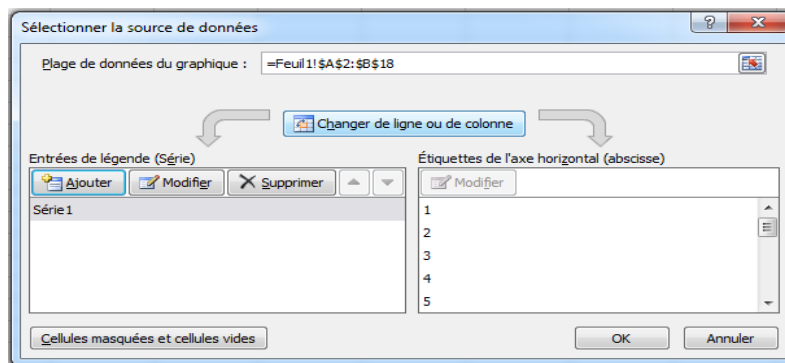 Sélectionner la source de données
Plage de données du graphique : =Feuil1!$A$2:$B$18
Changer de ligne ou de colonne
Entrées de légende (Série)
Ajouter Modifier Supprimer
Série1
Étiquettes de l'axe horizontal (abscisse)
Modifier
1
2
3
4
5
Cellules masquées et cellules vides
OK Annuler